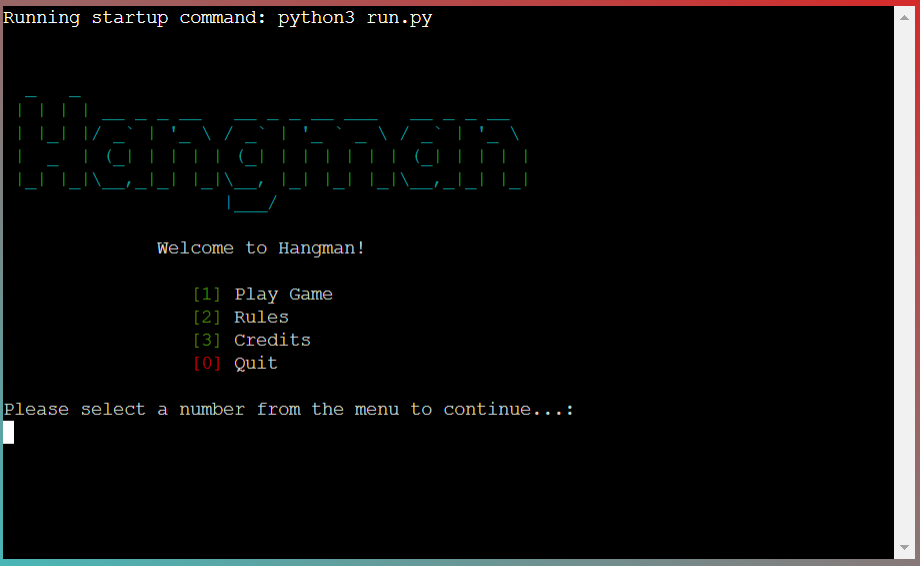 Running startup command: python3 run.py
Hangman
Welcome to Hangman!
[1] Play Game
[2] Rules
[3] Credits
[0] Quit
Please select a number from the menu to continue...: